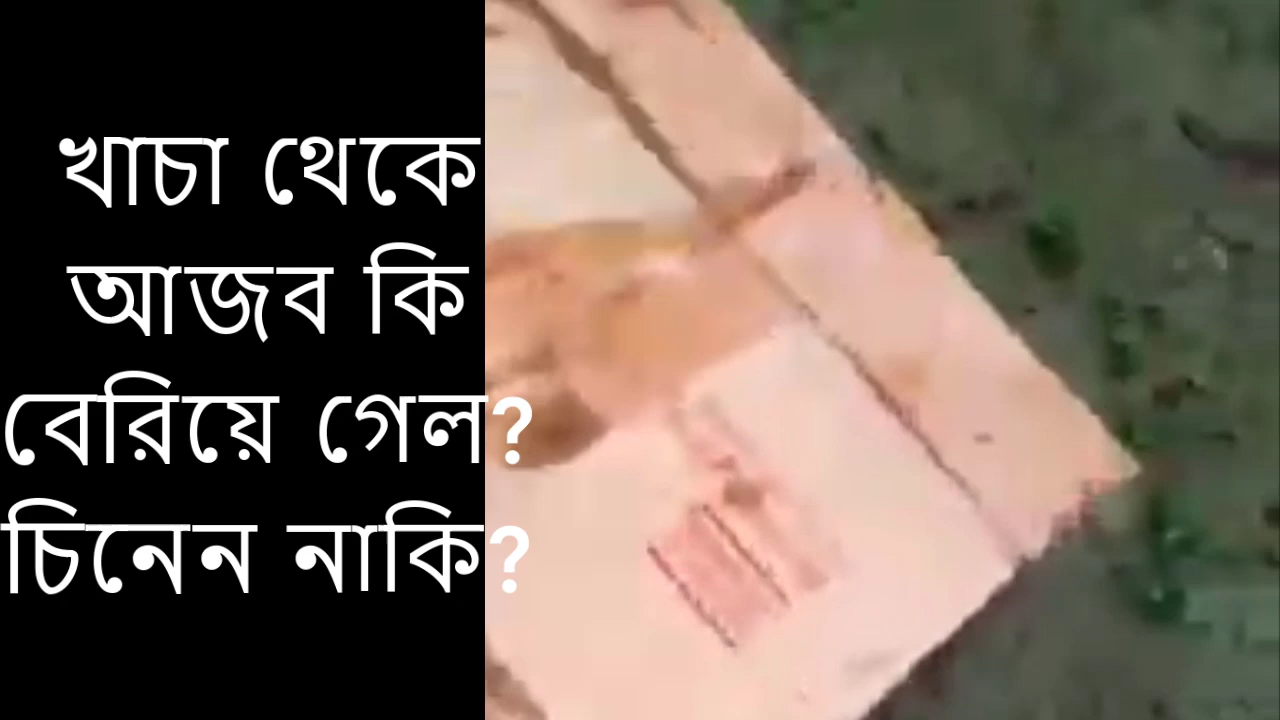 খাচা থেকে
আজব কি
বেরিয়ে গেল?
চিনেন নাকি?